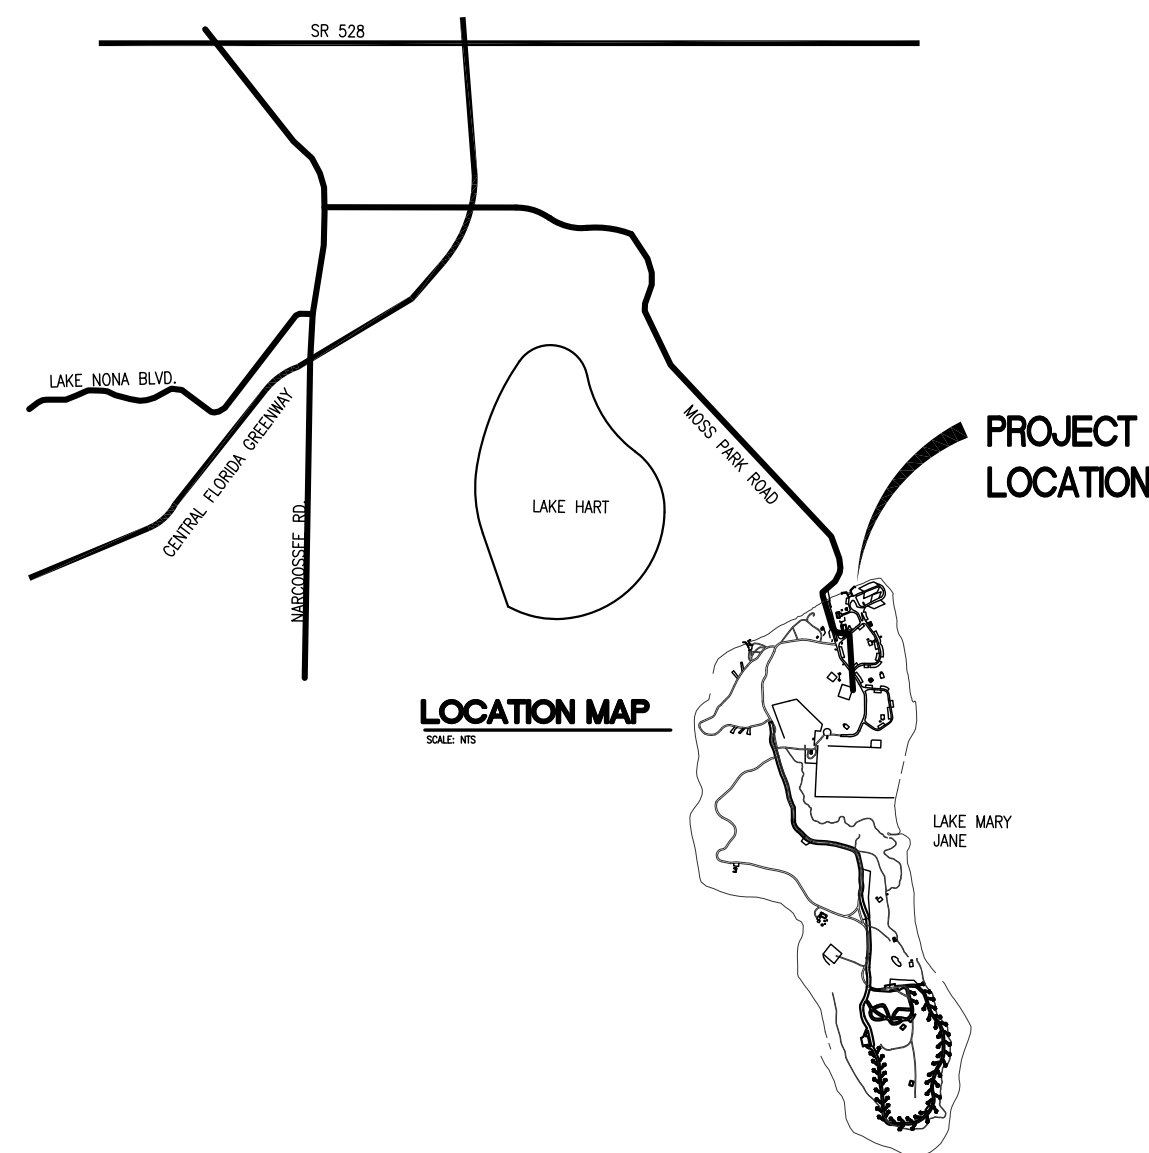 SR 528
LAKE NONA BLVD.
CENTRAL FLORIDA GREENWAY
NARCOOSSEE RD.
LAKE HART
MOSS PARK ROAD
PROJECT
LOCATION
LOCATION MAP
SCALE: NTS
LAKE MARY
JANE